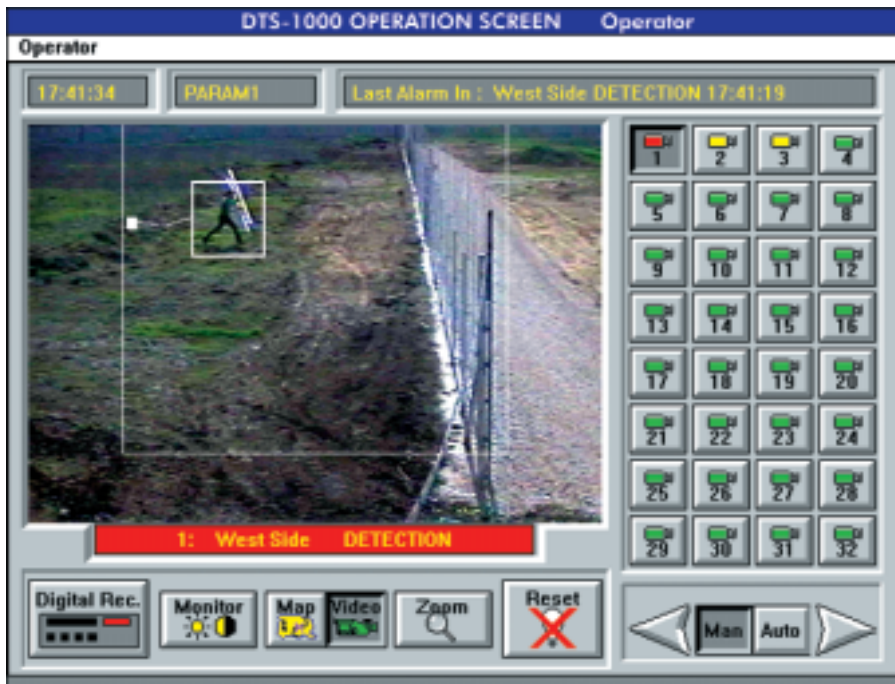 DTS-1000 OPERATION SCREEN Operator
Operator
17:41:34 PARAM1 Last Alarm In : West Side DETECTION 17:41:19
1 2 3 4
5 6 7 8
9 10 11 12
13 14 15 16
17 18 19 20
21 22 23 24
25 26 27 28
29 30 31 32
1: West Side DETECTION
Digital Rec. Monitor Map Video Zoom Reset
Man Auto